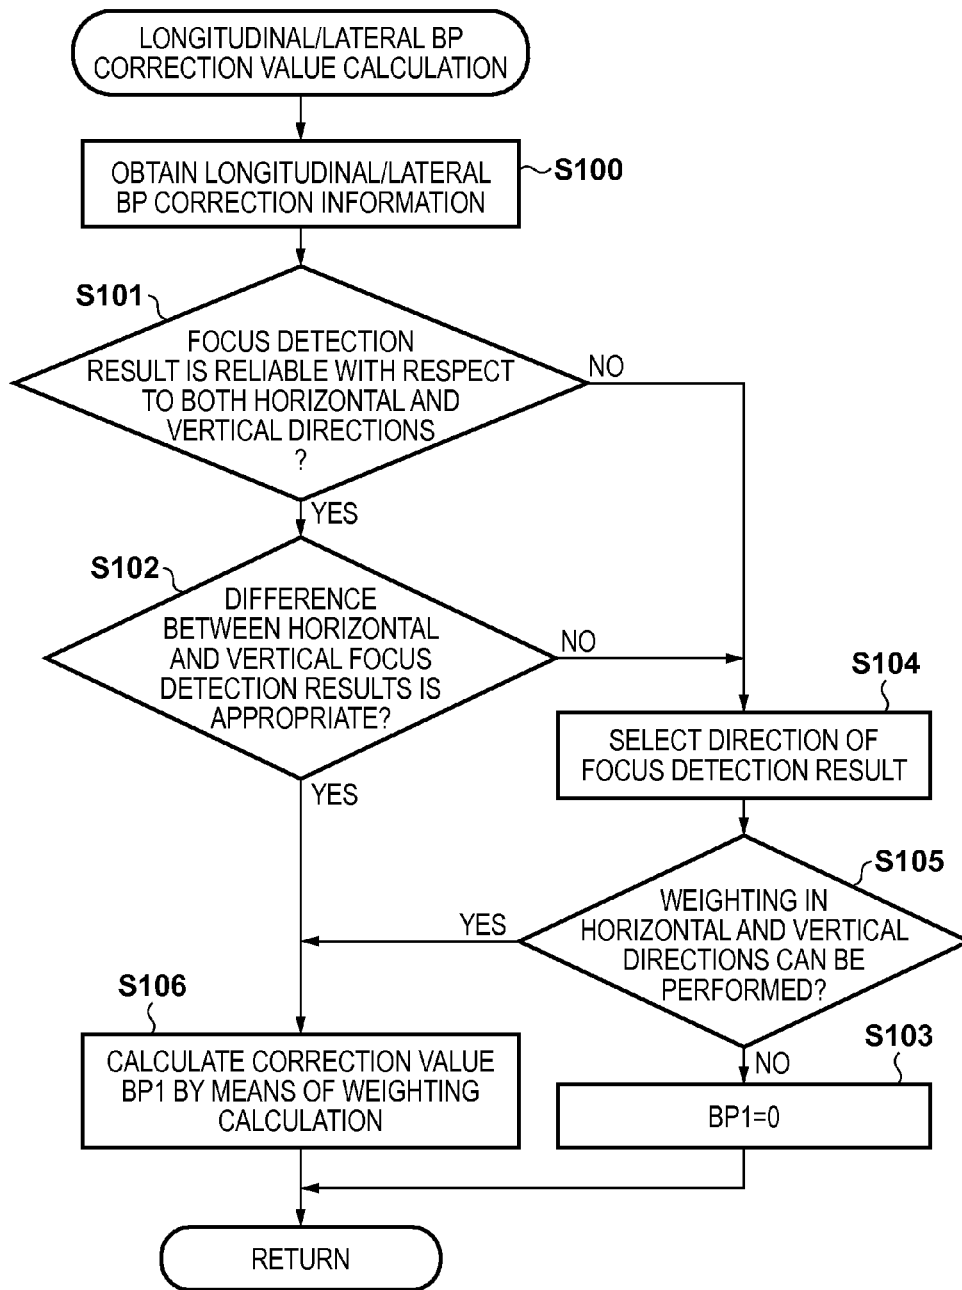 LONGITUDINAL/LATERAL BP
CORRECTION VALUE CALCULATION
OBTAIN LONGITUDINAL/LATERAL
BP CORRECTION INFORMATION
S100
S101
FOCUS DETECTION
RESULT IS RELIABLE WITH RESPECT
TO BOTH HORIZONTAL AND
VERTICAL DIRECTIONS
?
NO
YES
S102
DIFFERENCE
BETWEEN HORIZONTAL
AND VERTICAL FOCUS
DETECTION RESULTS IS
APPROPRIATE?
NO
YES
S104
SELECT DIRECTION OF
FOCUS DETECTION RESULT
S105
WEIGHTING IN
HORIZONTAL AND VERTICAL
DIRECTIONS CAN BE
PERFORMED?
YES
NO
S106
CALCULATE CORRECTION VALUE
BP1 BY MEANS OF WEIGHTING
CALCULATION
S103
BP1=0
RETURN